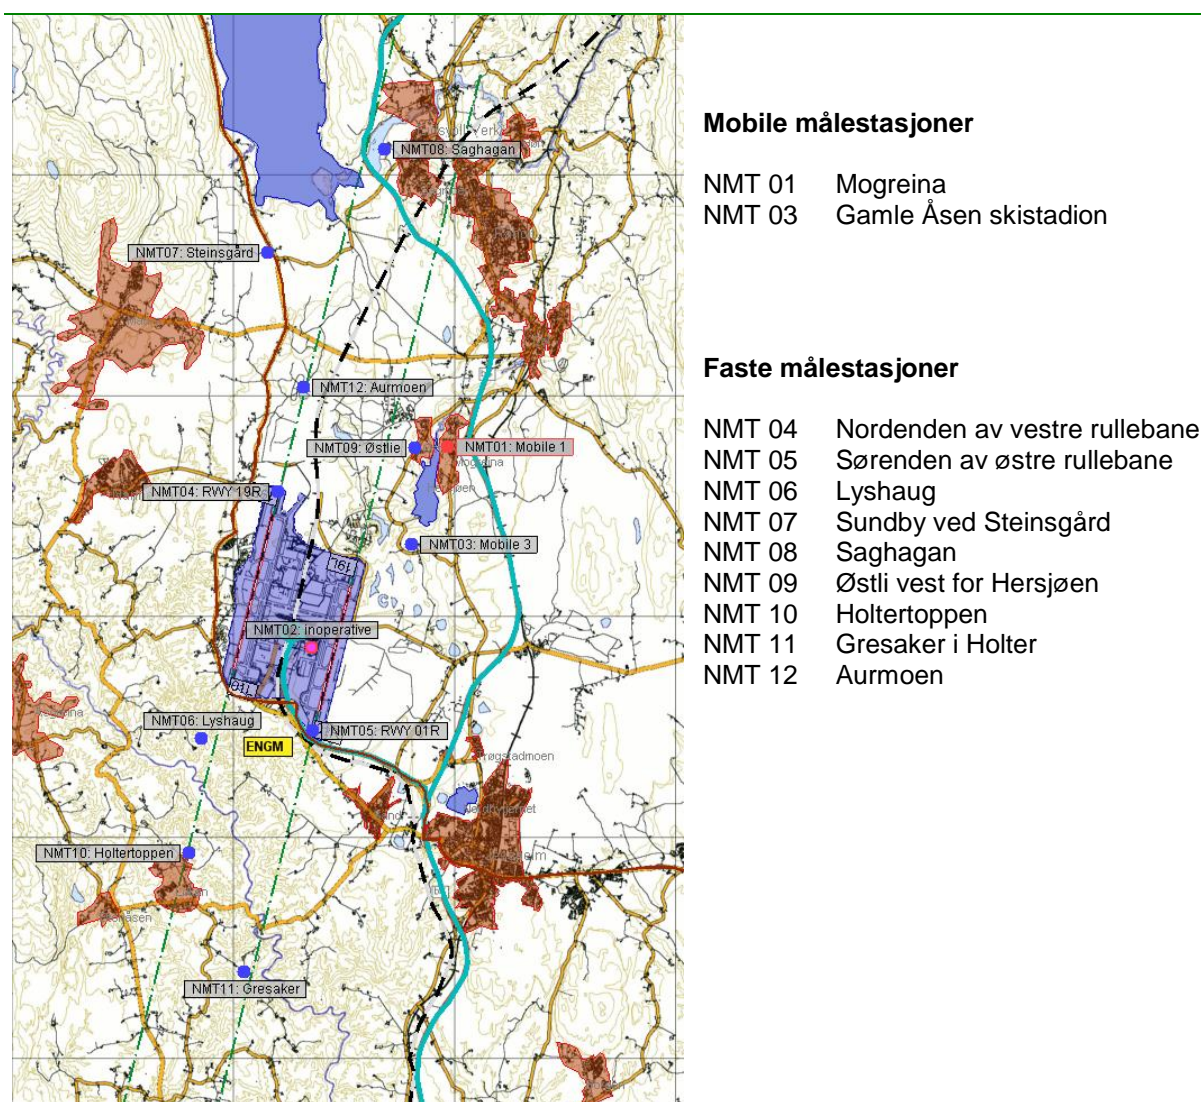 NMT08: Saghagan
NMT07: Steinsgård
NMT12: Aurmoen
NMT09: Østlie
NMT01: Mobile 1
Mogreina
NMT04: RWY 19R
NMT03: Mobile 3
19L
NMT02: inoperative
NMT06: Lyshaug
NMT05: RWY 01R
ENGM
NMT10: Holtertoppen
NMT11: Gresaker
Mobile målestasjoner
NMT 01 Mogreina
NMT 03 Gamle Åsen skistadion
Faste målestasjoner
NMT 04 Nordenden av vestre rullebane
NMT 05 Sørenden av østre rullebane
NMT 06 Lyshaug
NMT 07 Sundby ved Steinsgård
NMT 08 Saghagan
NMT 09 Østli vest for Hersjøen
NMT 10 Holtertoppen
NMT 11 Gresaker i Holter
NMT 12 Aurmoen